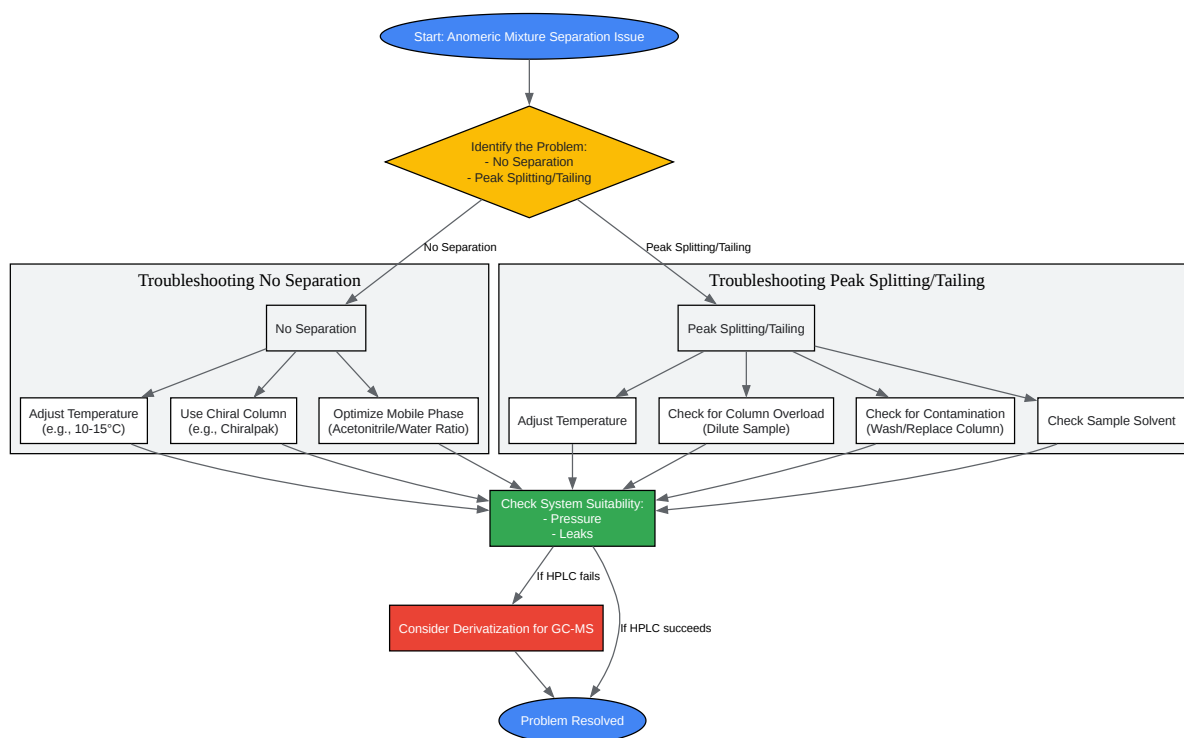 Start: Anomeric Mixture Separation Issue
Identify the Problem:
- No Separation
- Peak Splitting/Tailing
No Separation
Peak Splitting/Tailing
Troubleshooting No Separation
Troubleshooting Peak Splitting/Tailing
No Separation
Peak Splitting/Tailing
Adjust Temperature
(e.g., 10-15°C)
Use Chiral Column
(e.g., Chiralpak)
Optimize Mobile Phase
(Acetonitrile/Water Ratio)
Adjust Temperature
Check for Column Overload
(Dilute Sample)
Check for Contamination
(Wash/Replace Column)
Check Sample Solvent
Check System Suitability:
- Pressure
- Leaks
If HPLC fails
Consider Derivatization for GC-MS
If HPLC succeeds
Problem Resolved